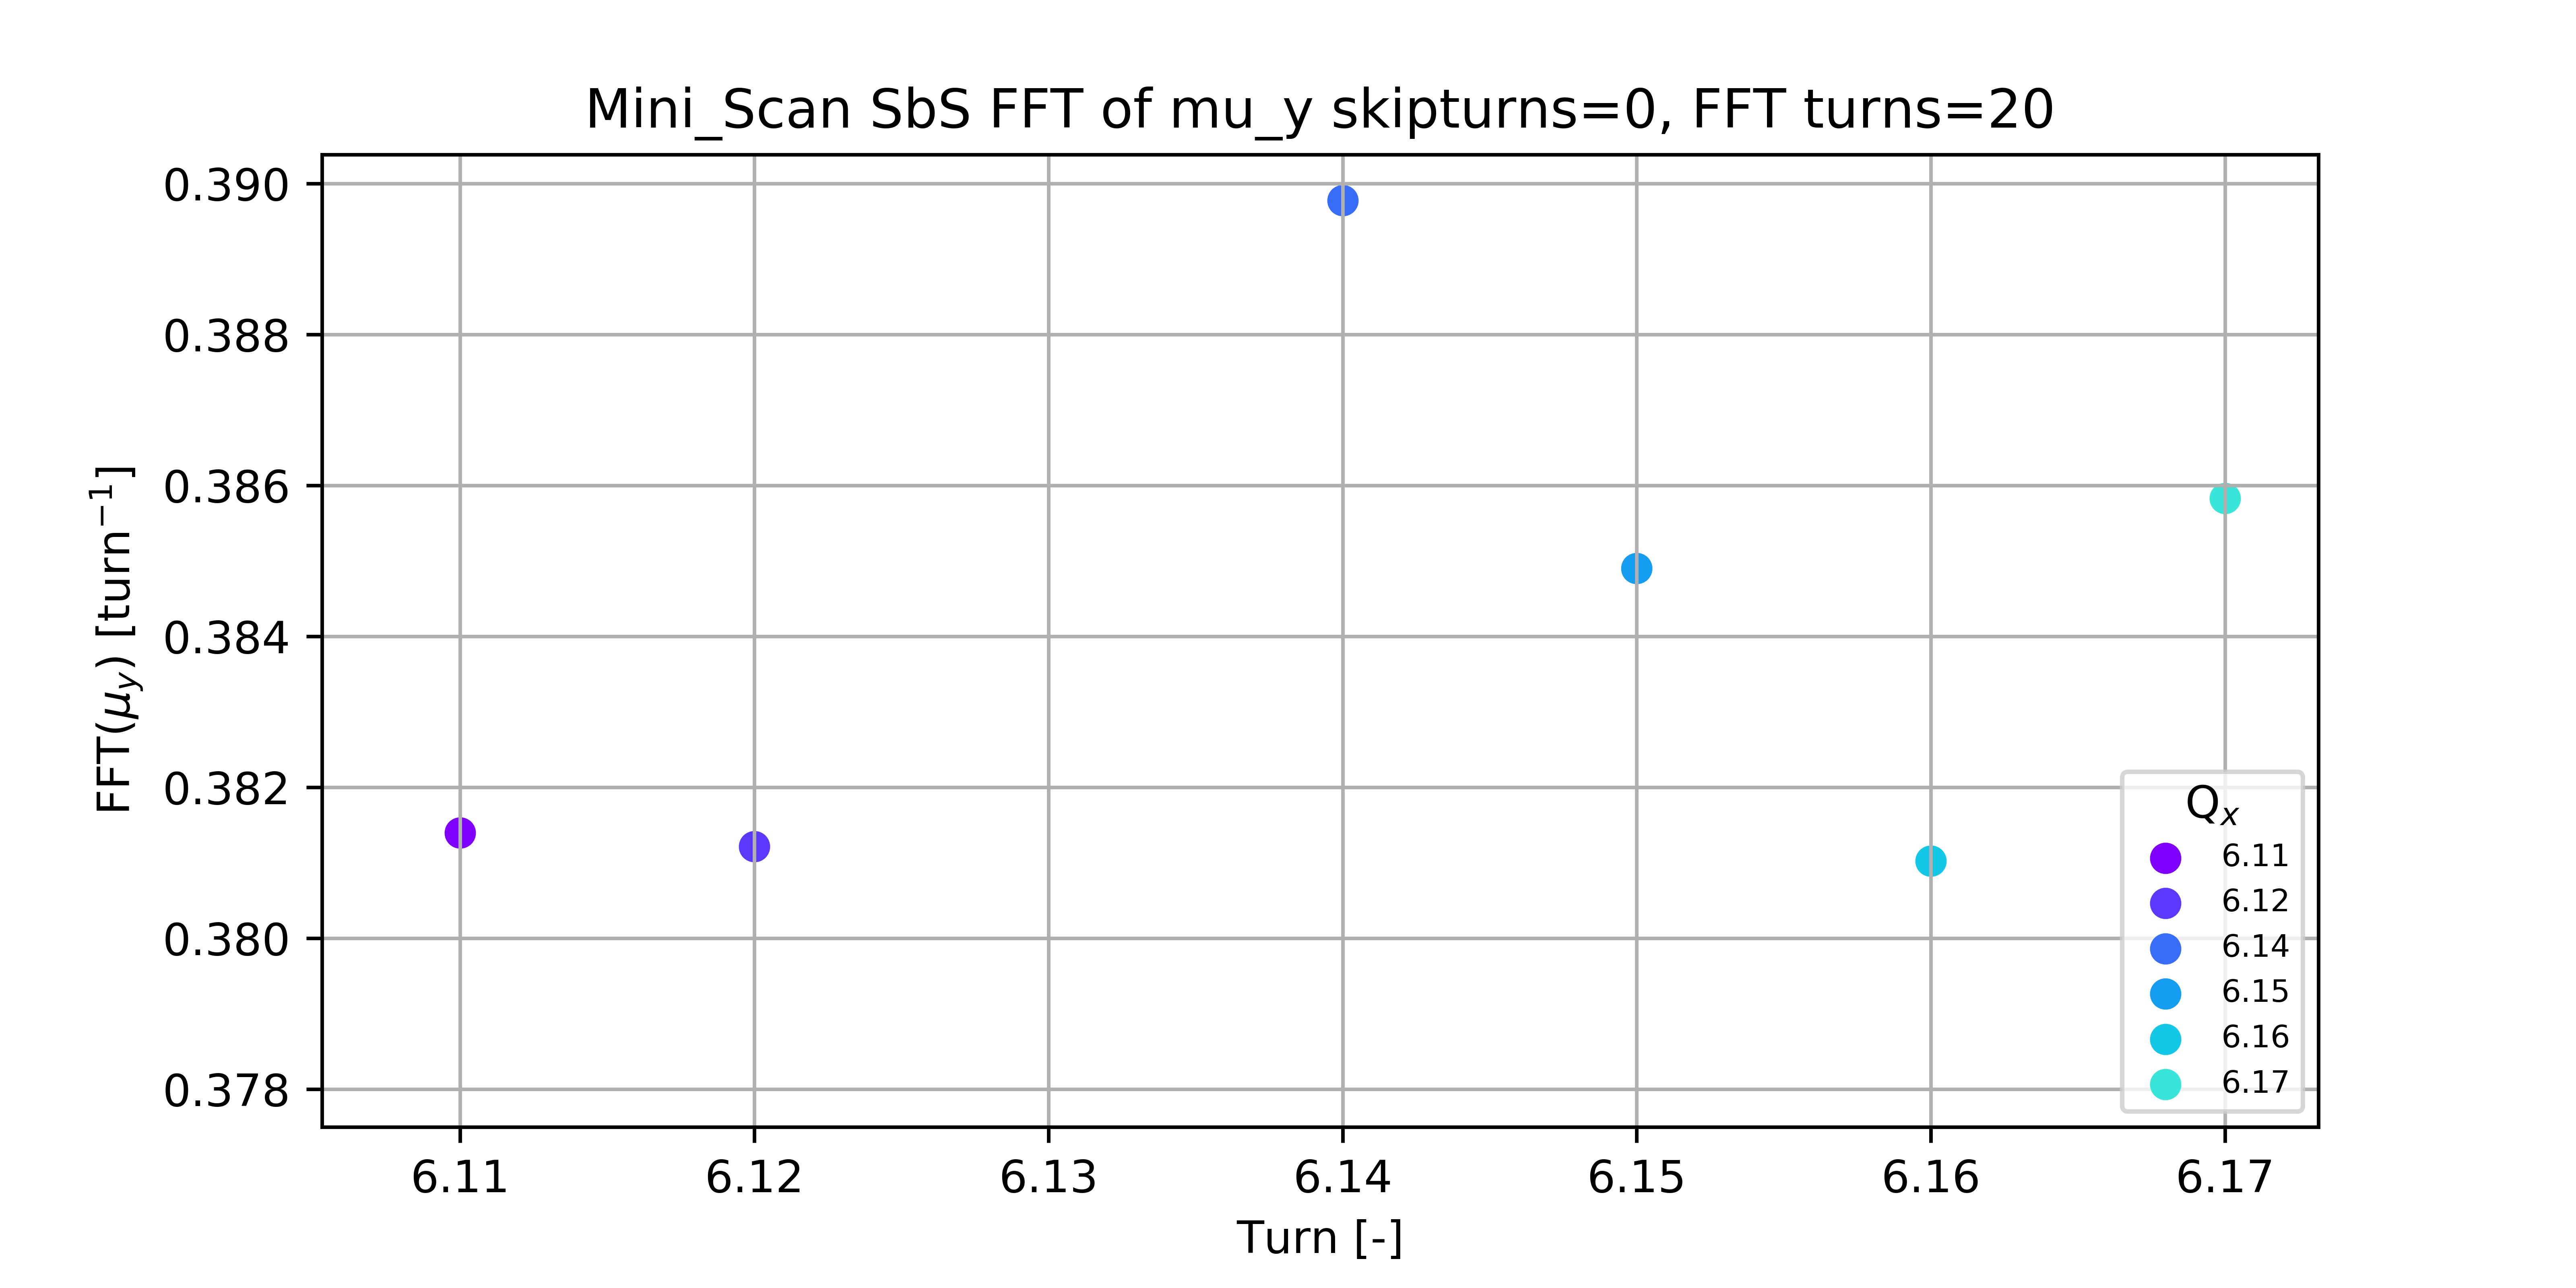 Mini_Scan SbS FFT of mu_y skipturns=0, FFT turns=20
FFT(μy) [turn⁻¹]
0.390
0.388
0.386
0.384
0.382
0.380
0.378
6.11 6.12 6.13 6.14 6.15 6.16 6.17
Turn [-]
Qx
6.11
6.12
6.14
6.15
6.16
6.17